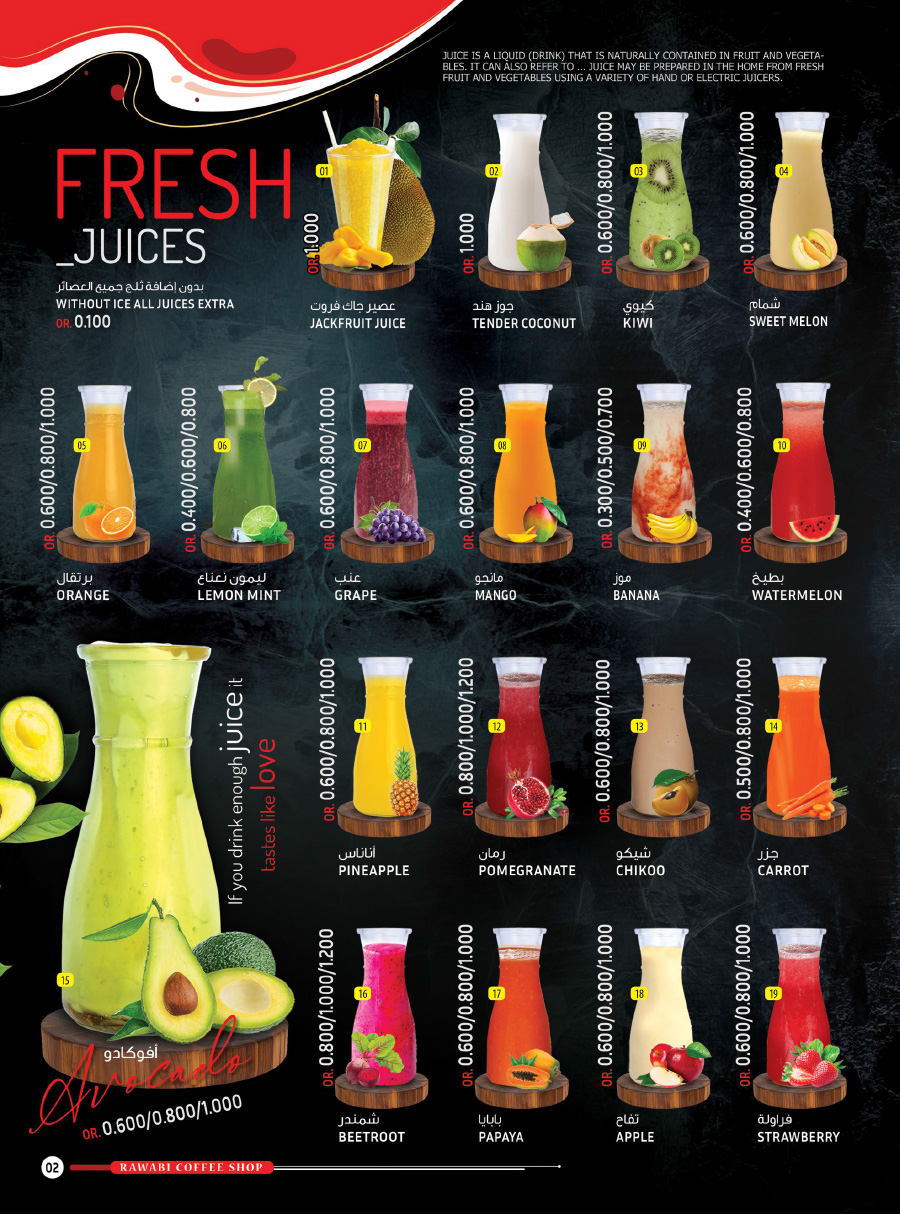 JUICE IS A LIQUID (DRINK) THAT IS NATURALLY CONTAINED IN FRUIT AND VEGETA-
BLES. IT CAN ALSO REFER TO ... JUICE MAY BE PREPARED IN THE HOME FROM FRESH
FRUIT AND VEGETABLES USING A VARIETY OF HAND OR ELECTRIC JUICERS.
FRESH
_JUICES
بدون إضافة ثلج جميع العصائر
WITHOUT ICE ALL JUICES EXTRA
OR. 0.100
01
OR. 1.000
عصير جاك فروت
JACKFRUIT JUICE
02
OR. 1.000
جوز هند
TENDER COCONUT
03
OR. 0.600/0.800/1.000
كيوي
KIWI
04
OR. 0.600/0.800/1.000
شمام
SWEET MELON
05
OR. 0.600/0.800/1.000
برتقال
ORANGE
06
OR. 0.400/0.600/0.800
ليمون نعناع
LEMON MINT
07
OR. 0.600/0.800/1.000
عنب
GRAPE
08
OR. 0.600/0.800/1.000
مانجو
MANGO
09
OR. 0.300/0.500/0.700
موز
BANANA
10
OR. 0.400/0.600/0.800
بطيخ
WATERMELON
If you drink enough juice it
tastes like love
11
OR. 0.600/0.800/1.000
أناناس
PINEAPPLE
12
OR. 0.800/1.000/1.200
رمان
POMEGRANATE
13
OR. 0.600/0.800/1.000
شيكو
CHIKOO
14
OR. 0.500/0.800/1.000
جزر
CARROT
15
أفوكادو
Avocado
OR. 0.600/0.800/1.000
16
OR. 0.800/1.000/1.200
شمندر
BEETROOT
17
OR. 0.600/0.800/1.000
بابايا
PAPAYA
18
OR. 0.600/0.800/1.000
تفاح
APPLE
19
OR. 0.600/0.800/1.000
فراولة
STRAWBERRY
02
RAWABI COFFEE SHOP